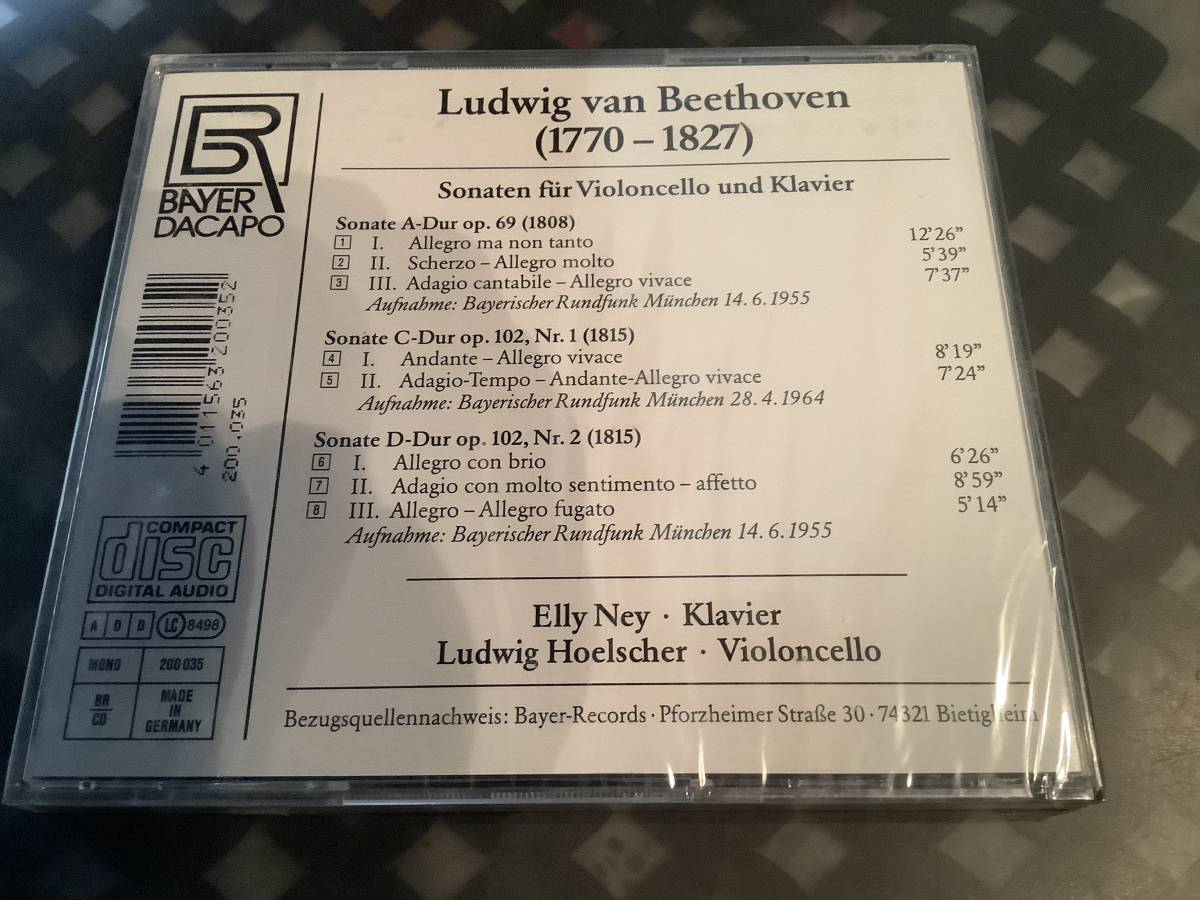 BR
BAYER
DACAPO
4 011563 200352
200.035
COMPACT
disc
DIGITAL AUDIO
A D D LC 8498
MONO 200 035
BR
CD
MADE
IN
GERMANY
Ludwig van Beethoven
(1770 – 1827)
Sonaten für Violoncello und Klavier
Sonate A-Dur op. 69 (1808)
1 I. Allegro ma non tanto 12'26"
2 II. Scherzo – Allegro molto 5'39"
3 III. Adagio cantabile – Allegro vivace 7'37"
Aufnahme: Bayerischer Rundfunk München 14. 6. 1955
Sonate C-Dur op. 102, Nr. 1 (1815)
4 I. Andante – Allegro vivace 8'19"
5 II. Adagio-Tempo – Andante-Allegro vivace 7'24"
Aufnahme: Bayerischer Rundfunk München 28. 4. 1964
Sonate D-Dur op. 102, Nr. 2 (1815)
6 I. Allegro con brio 6'26"
7 II. Adagio con molto sentimento – affetto 8'59"
8 III. Allegro – Allegro fugato 5'14"
Aufnahme: Bayerischer Rundfunk München 14. 6. 1955
Elly Ney · Klavier
Ludwig Hoelscher · Violoncello
Bezugsquellennachweis: Bayer-Records · Pforzheimer Straße 30 · 74321 Bietigheim